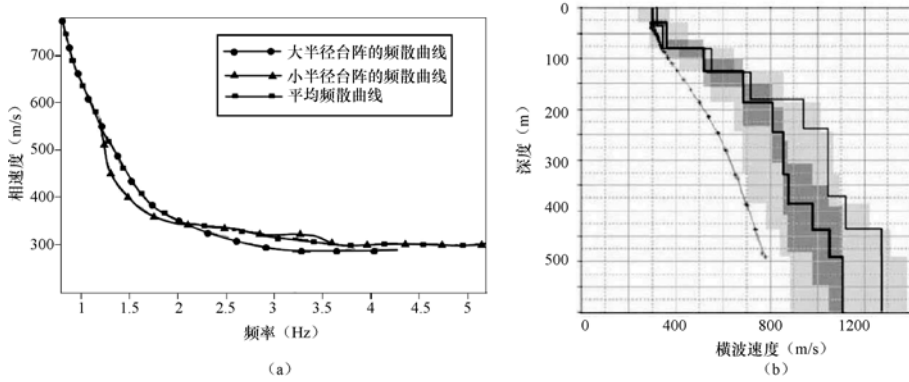 700
600
500
400
300
相速度（m/s）
大半径台阵的频散曲线
小半径台阵的频散曲线
平均频散曲线
1 1.5 2 2.5 3 3.5 4 4.5 5
频率（Hz）
（a）
0
100
200
300
400
500
深度（m）
0 400 800 1200
横波速度（m/s）
（b）